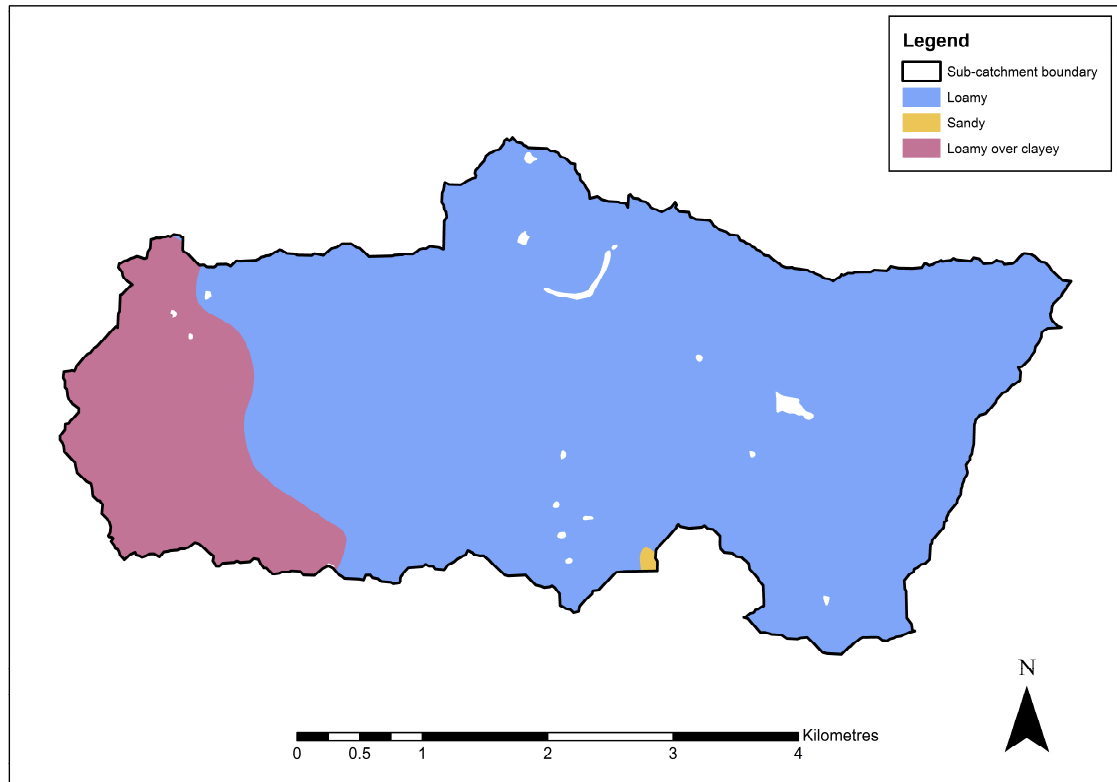 Legend
Sub-catchment boundary
Loamy
Sandy
Loamy over clayey
N
Kilometres
0 0.5 1 2 3 4